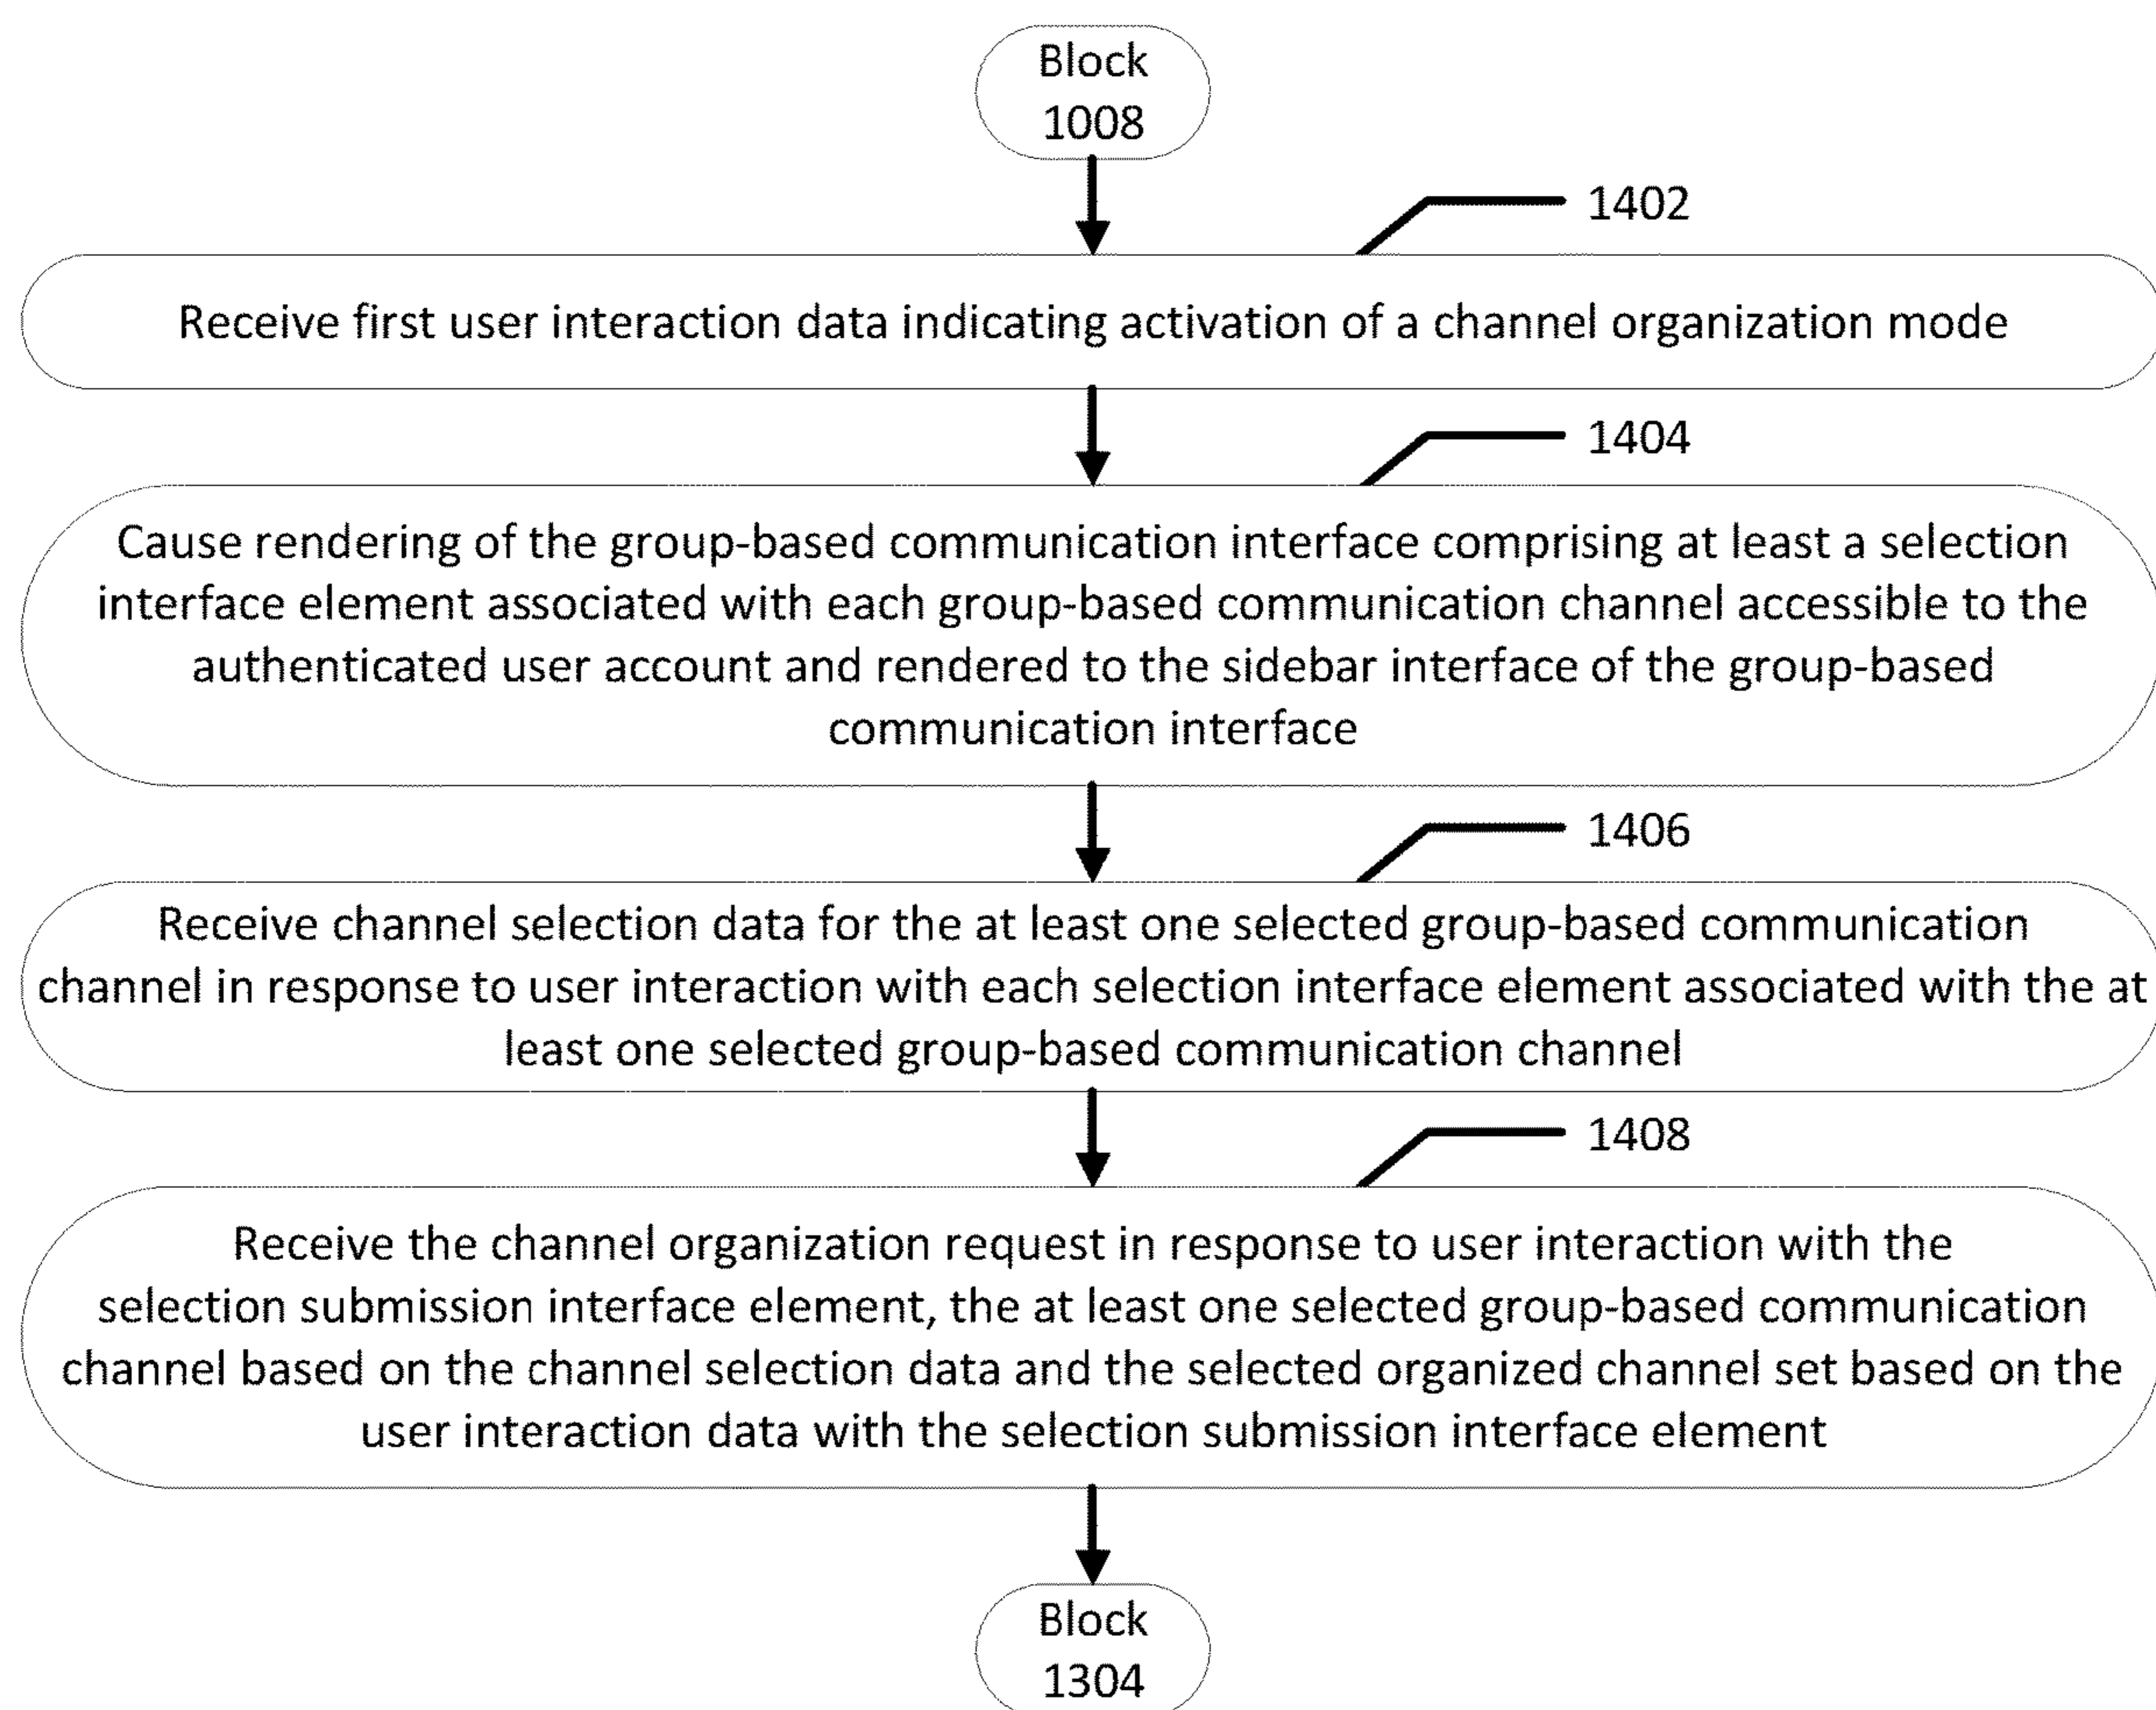 Block
1008
1402
Receive first user interaction data indicating activation of a channel organization mode
1404
Cause rendering of the group-based communication interface comprising at least a selection
interface element associated with each group-based communication channel accessible to the
authenticated user account and rendered to the sidebar interface of the group-based
communication interface
1406
Receive channel selection data for the at least one selected group-based communication
channel in response to user interaction with each selection interface element associated with the at
least one selected group-based communication channel
1408
Receive the channel organization request in response to user interaction with the
selection submission interface element, the at least one selected group-based communication
channel based on the channel selection data and the selected organized channel set based on the
user interaction data with the selection submission interface element
Block
1304